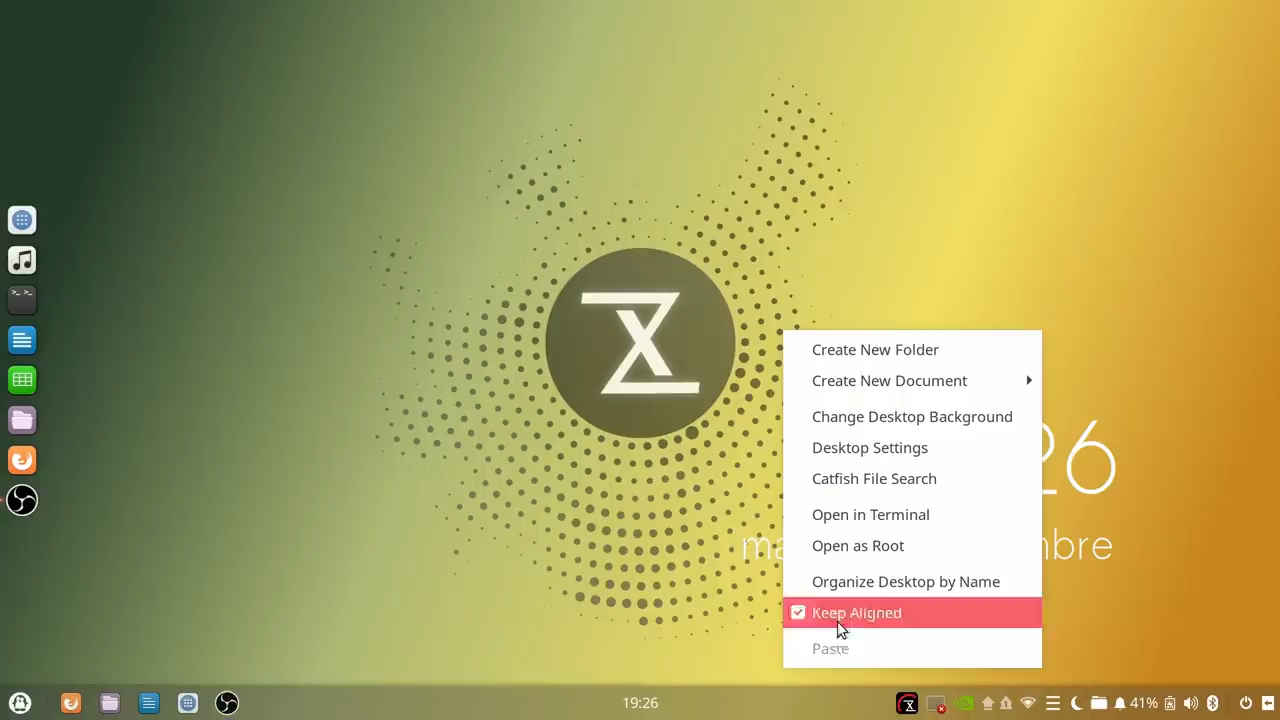 Create New Folder
Create New Document
Change Desktop Background
Desktop Settings
Catfish File Search
26
Open in Terminal
Open as Root
Organize Desktop by Name
Keep Aligned
Paste
19:26
41%